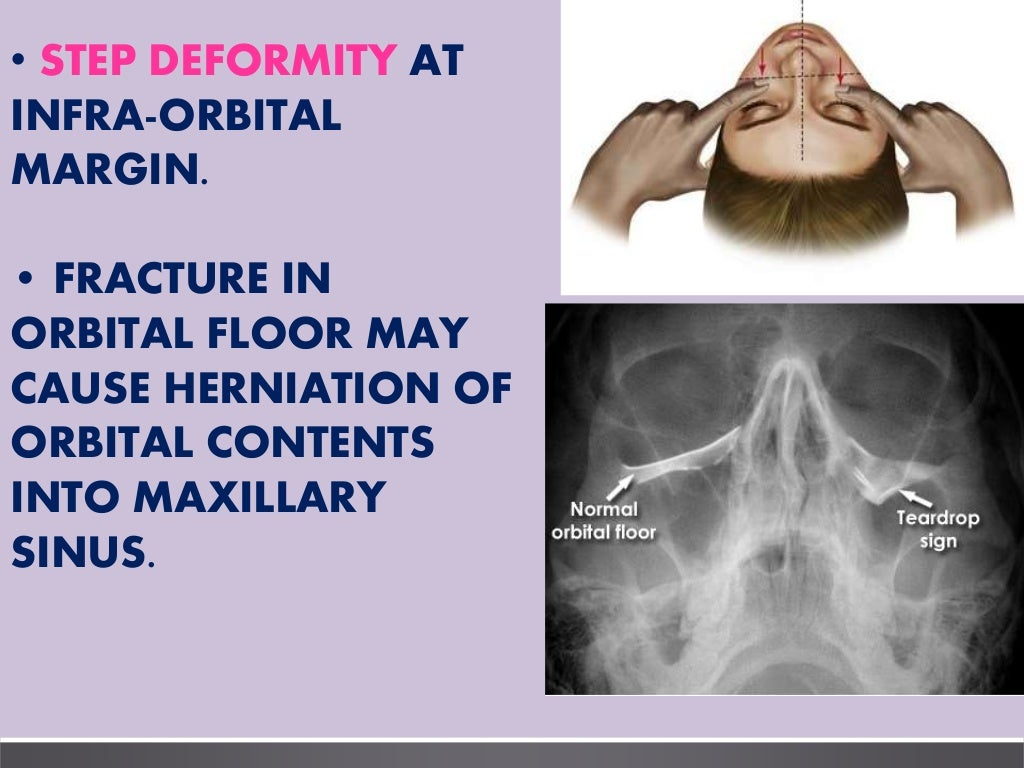 • STEP DEFORMITY AT
INFRA-ORBITAL
MARGIN.
• FRACTURE IN
ORBITAL FLOOR MAY
CAUSE HERNIATION OF
ORBITAL CONTENTS
INTO MAXILLARY
SINUS.
Normal
orbital floor
Teardrop
sign